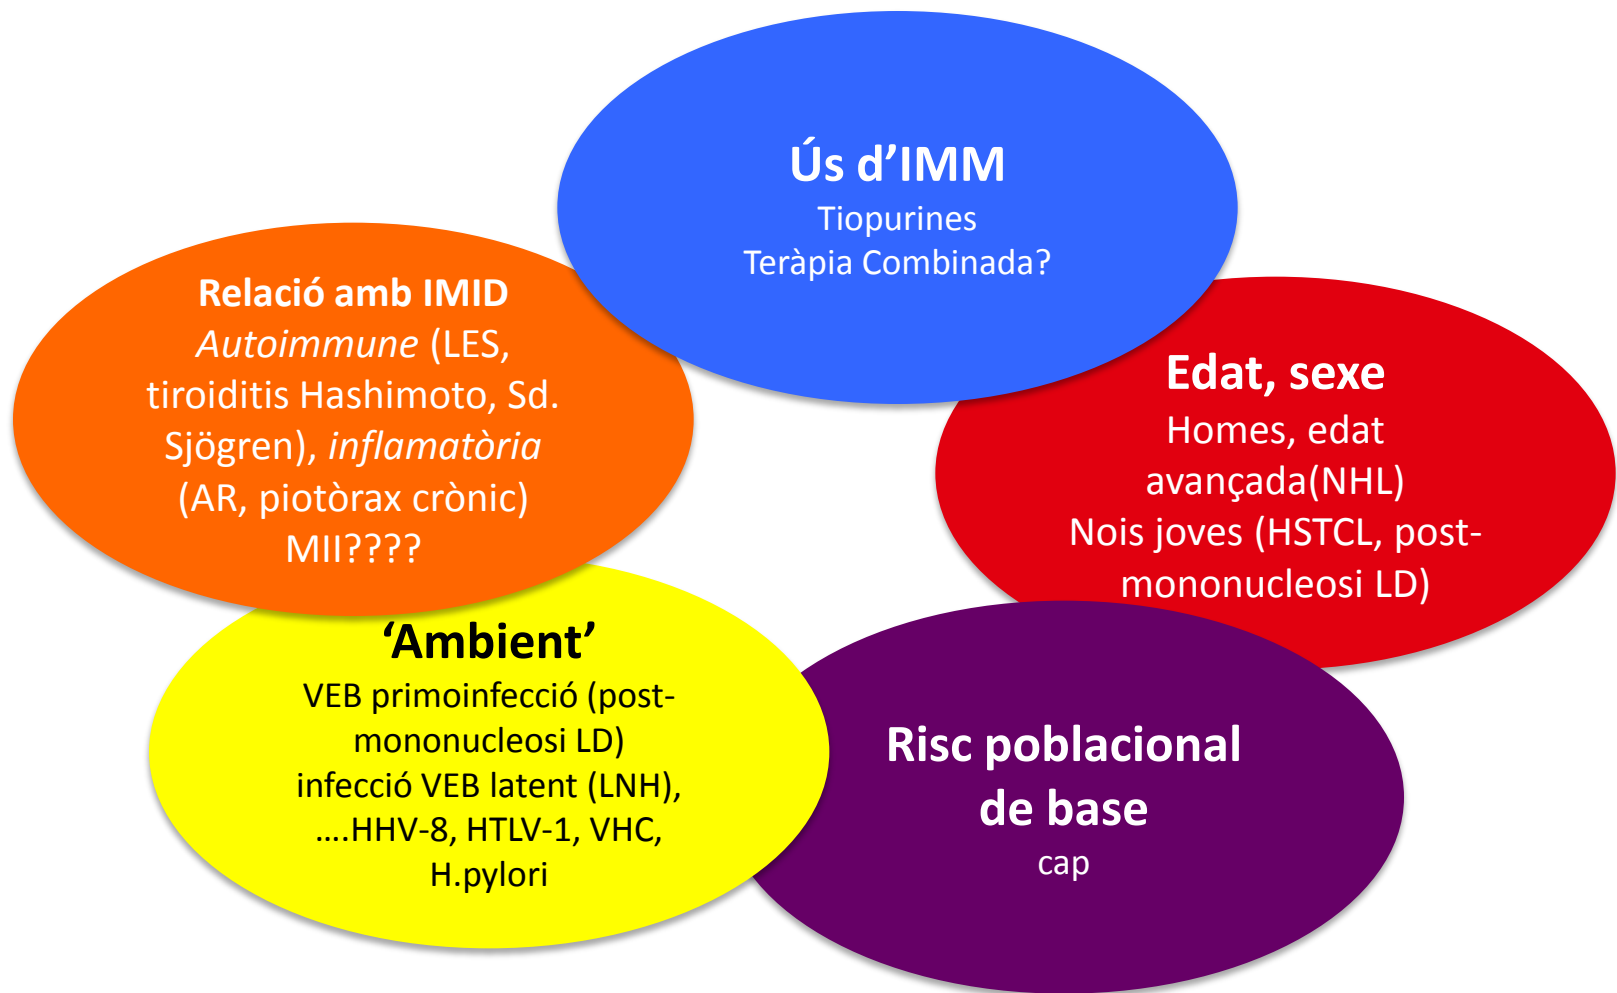 Ús d’IMM
Tiopurines
Teràpia Combinada?
Relació amb IMID
Autoimmune (LES,
tiroiditis Hashimoto, Sd.
Sjögren), inflamatòria
(AR, piotòrax crònic)
MII????
Edat, sexe
Homes, edat
avançada(NHL)
Nois joves (HSTCL, post-
mononucleosi LD)
‘Ambient’
VEB primoinfecció (post-
mononucleosi LD)
infecció VEB latent (LNH),
....HHV-8, HTLV-1, VHC,
H.pylori
Risc poblacional
de base
cap